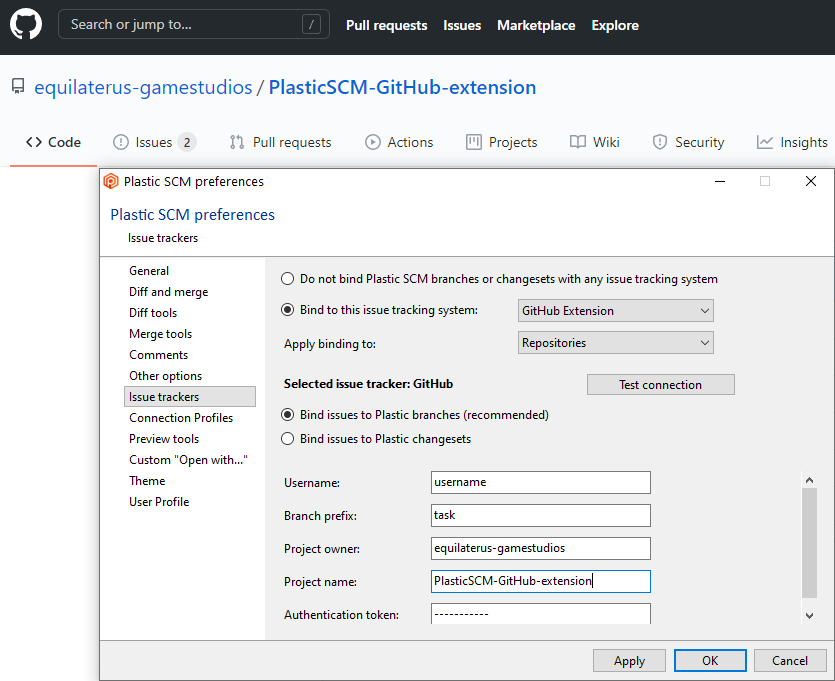 Search or jump to...
/
Pull requests
Issues
Marketplace
Explore
equilaterus-gamestudios / PlasticSCM-GitHub-extension
Code
Issues 2
Pull requests
Actions
Projects
Wiki
Security
Insights
Plastic SCM preferences
Plastic SCM preferences
Issue trackers
General
Diff and merge
Diff tools
Merge tools
Comments
Other options
Issue trackers
Connection Profiles
Preview tools
Custom "Open with..."
Theme
User Profile
Do not bind Plastic SCM branches or changesets with any issue tracking system
Bind to this issue tracking system: GitHub Extension
Apply binding to: Repositories
Selected issue tracker: GitHub
Test connection
Bind issues to Plastic branches (recommended)
Bind issues to Plastic changesets
Username: username
Branch prefix: task
Project owner: equilaterus-gamestudios
Project name: PlasticSCM-GitHub-extension
Authentication token: -----------
Apply
OK
Cancel